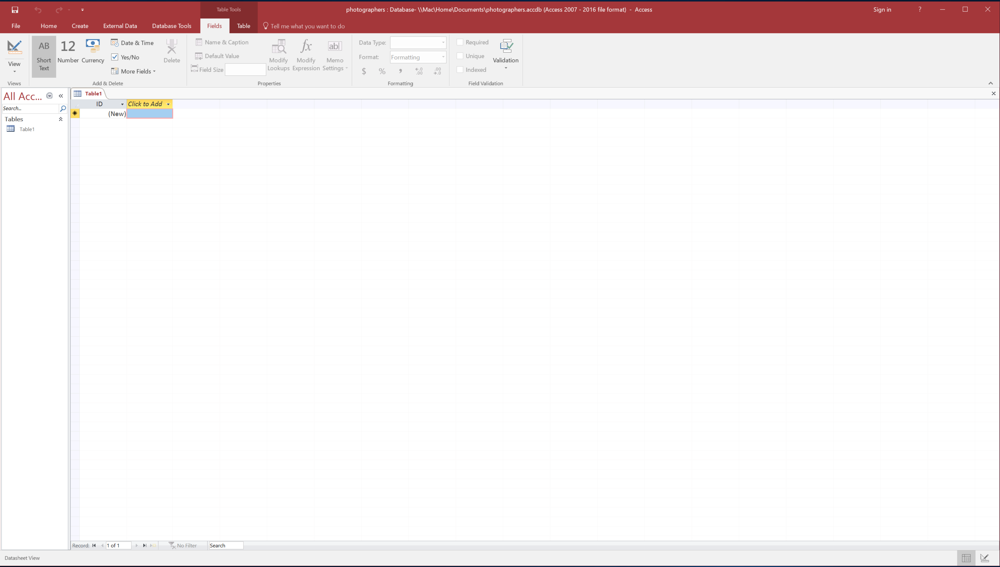 Table Tools
photographers : Database- \\Mac\Home\Documents\photographers.accdb (Access 2007 - 2016 file format) - Access
Sign in
?
File
Home
Create
External Data
Database Tools
Fields
Table
Tell me what you want to do
View
AB
Short
Text
12
Number
Currency
Date & Time
Yes/No
More Fields
Delete
Name & Caption
Default Value
Field Size
Modify
Lookups
fx
Modify
Expression
ab|
Memo
Settings
Data Type:
Format:
Formatting
$
%
,
.0
.00
.00
.0
Required
Unique
Indexed
Validation
Views
Add & Delete
Properties
Formatting
Field Validation
All Acc...
Search...
Tables
Table1
Table1
ID
Click to Add
(New)
Record:
1 of 1
No Filter
Search
Datasheet View